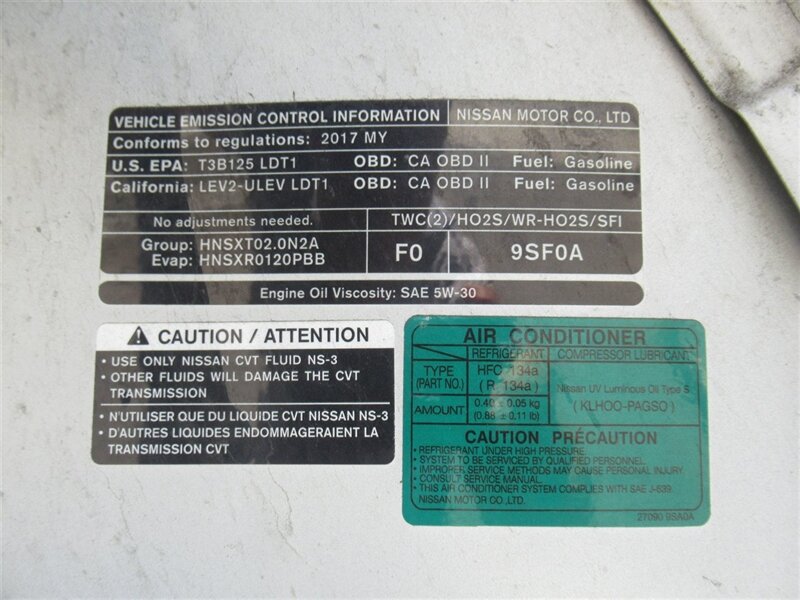 VEHICLE EMISSION CONTROL INFORMATION NISSAN MOTOR CO., LTD
Conforms to regulations: 2017 MY
U.S. EPA: T3B125 LDT1 OBD: CA OBD II Fuel: Gasoline
California: LEV2-ULEV LDT1 OBD: CA OBD II Fuel: Gasoline
No adjustments needed. TWC(2)/HO2S/WR-HO2S/SFI
Group: HNSXT02.0N2A
Evap: HNSXR0120PBB
F0 9SF0A
Engine Oil Viscosity: SAE 5W-30
CAUTION / ATTENTION
• USE ONLY NISSAN CVT FLUID NS-3
• OTHER FLUIDS WILL DAMAGE THE CVT
TRANSMISSION
• N'UTILISER QUE DU LIQUIDE CVT NISSAN NS-3
• D'AUTRES LIQUIDES ENDOMMAGERAIENT LA
TRANSMISSION CVT
AIR CONDITIONER
REFRIGERANT COMPRESSOR LUBRICANT
TYPE HFC 134a
(PART NO.) (R 134a)
Nissan UV Luminous Oil Type S
(KLHOO-PAGSO)
AMOUNT 0.40 ± 0.05 kg
(0.88 ± 0.11 lb)
CAUTION PRÉCAUTION
• REFRIGERANT UNDER HIGH PRESSURE.
• SYSTEM TO BE SERVICED BY QUALIFIED PERSONNEL.
• IMPROPER SERVICE METHODS MAY CAUSE PERSONAL INJURY.
• CONSULT SERVICE MANUAL.
• THIS AIR CONDITIONER SYSTEM COMPLIES WITH SAE J-639.
NISSAN MOTOR CO.,LTD.
27090 9SA0A